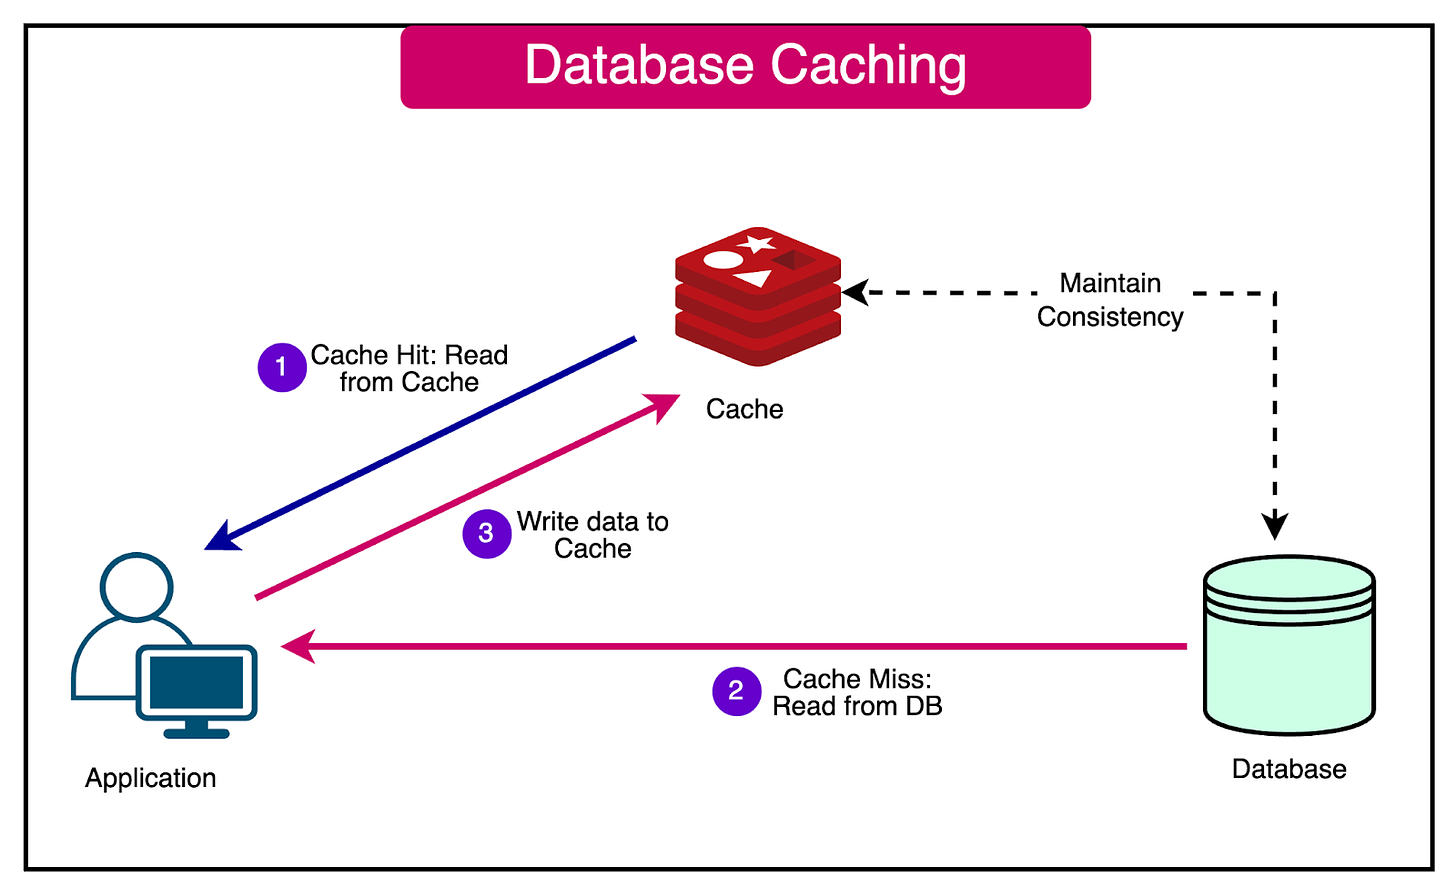 Database Caching
Maintain
Consistency
1
Cache Hit: Read
from Cache
Cache
3
Write data to
Cache
2
Cache Miss:
Read from DB
Application
Database